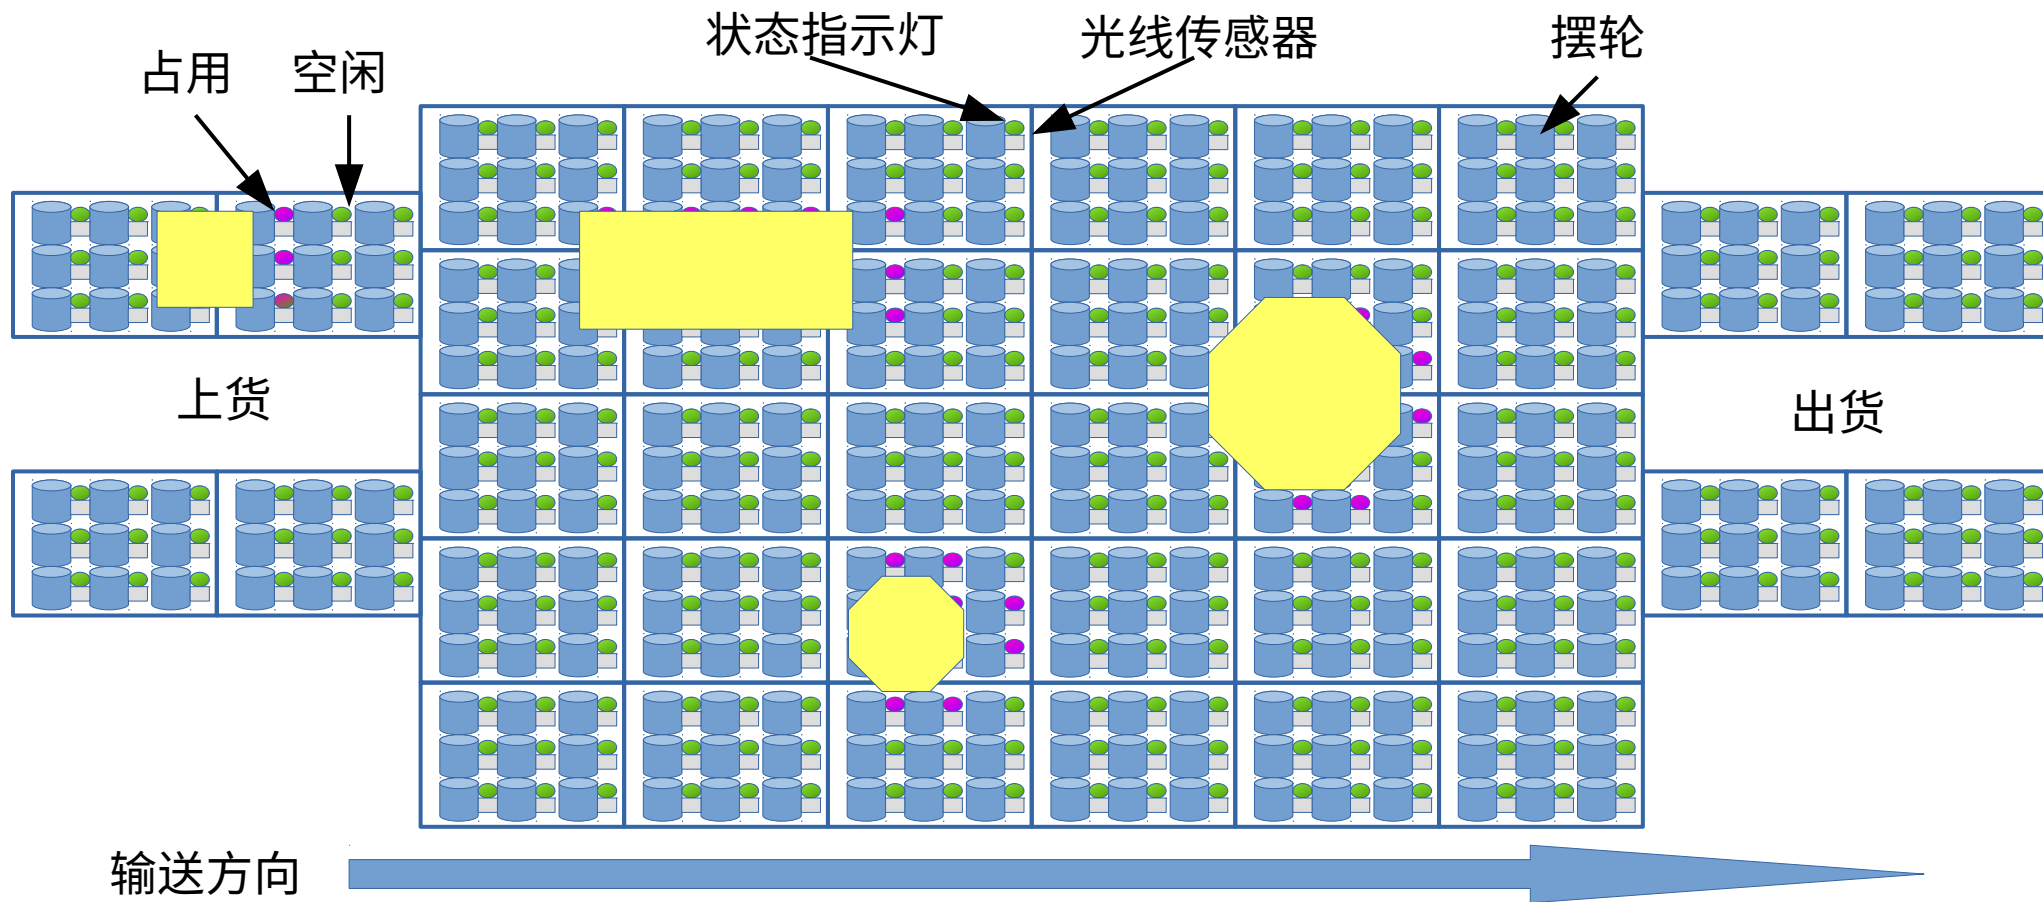 状态指示灯
光线传感器
摆轮
占用
空闲
上货
出货
输送方向